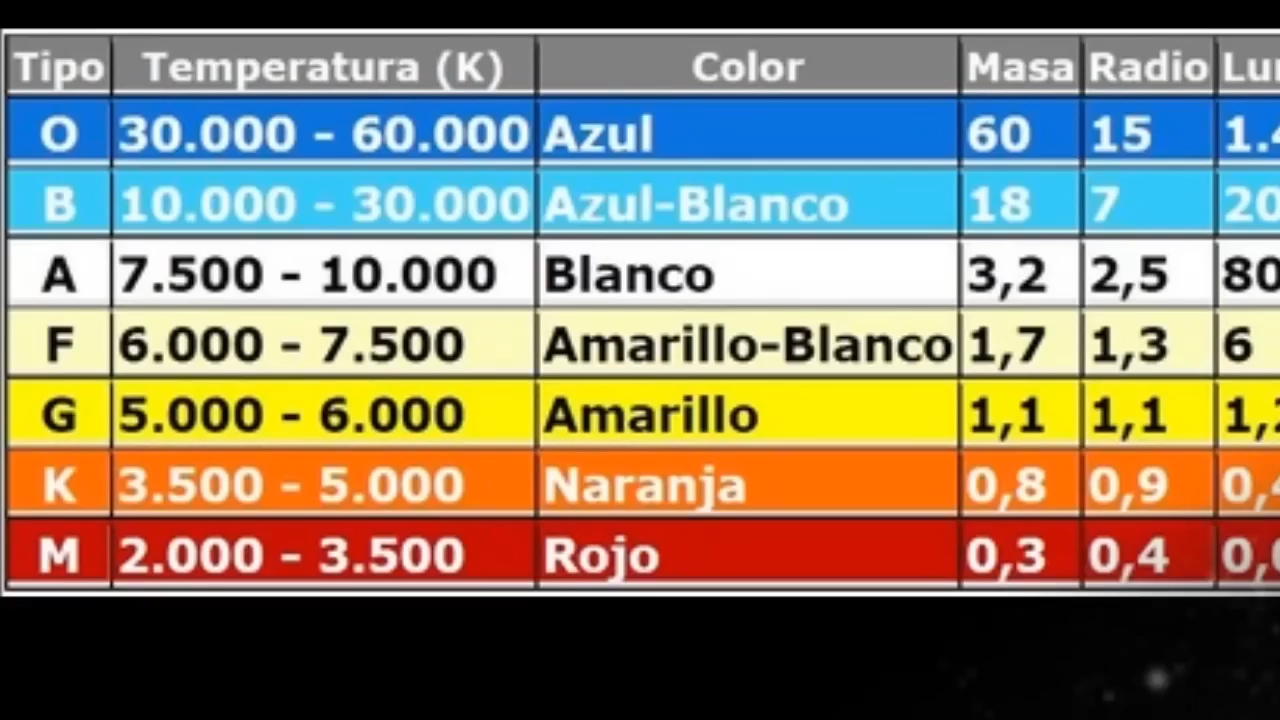 Tipo Temperatura (K) Color Masa Radio
O 30.000 - 60.000 Azul 60 15
B 10.000 - 30.000 Azul-Blanco 18 7
A 7.500 - 10.000 Blanco 3,2 2,5 80
F 6.000 - 7.500 Amarillo-Blanco 1,7 1,3 6
G 5.000 - 6.000 Amarillo 1,1 1,1
K 3.500 - 5.000 Naranja 0,8 0,9
M 2.000 - 3.500 Rojo 0,3 0,4